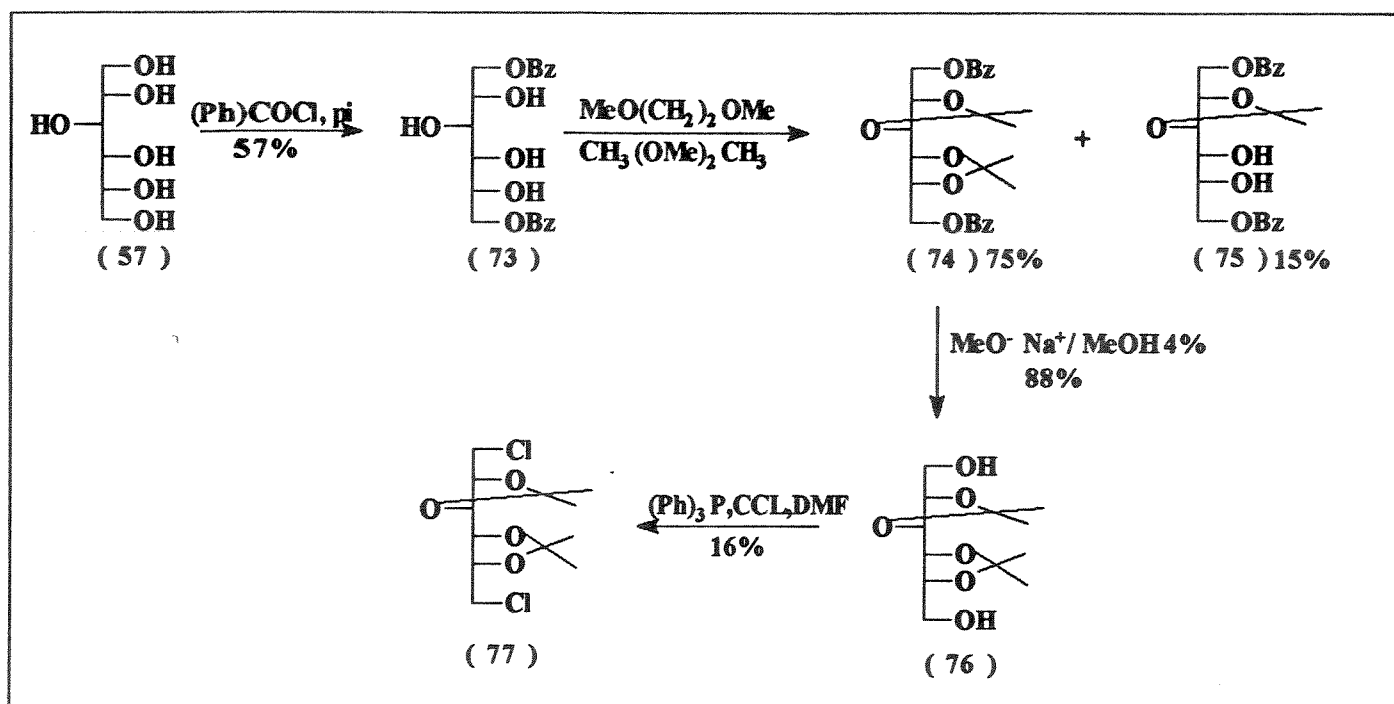 OH
OH
HO
OH
OH
OH
( 57 )
(Ph)COCl, pi
57%
OBz
OH
HO
OH
OH
OBz
( 73 )
MeO(CH2)2 OMe
CH3 (OMe)2 CH3
OBz
O
O
O
O
OBz
( 74 ) 75%
+
OBz
O
O
OH
OH
OBz
( 75 ) 15%
MeO- Na+/ MeOH 4%
88%
OH
O
O
O
O
OH
( 76 )
(Ph)3 P,CCL,DMF
16%
Cl
O
O
O
O
Cl
( 77 )